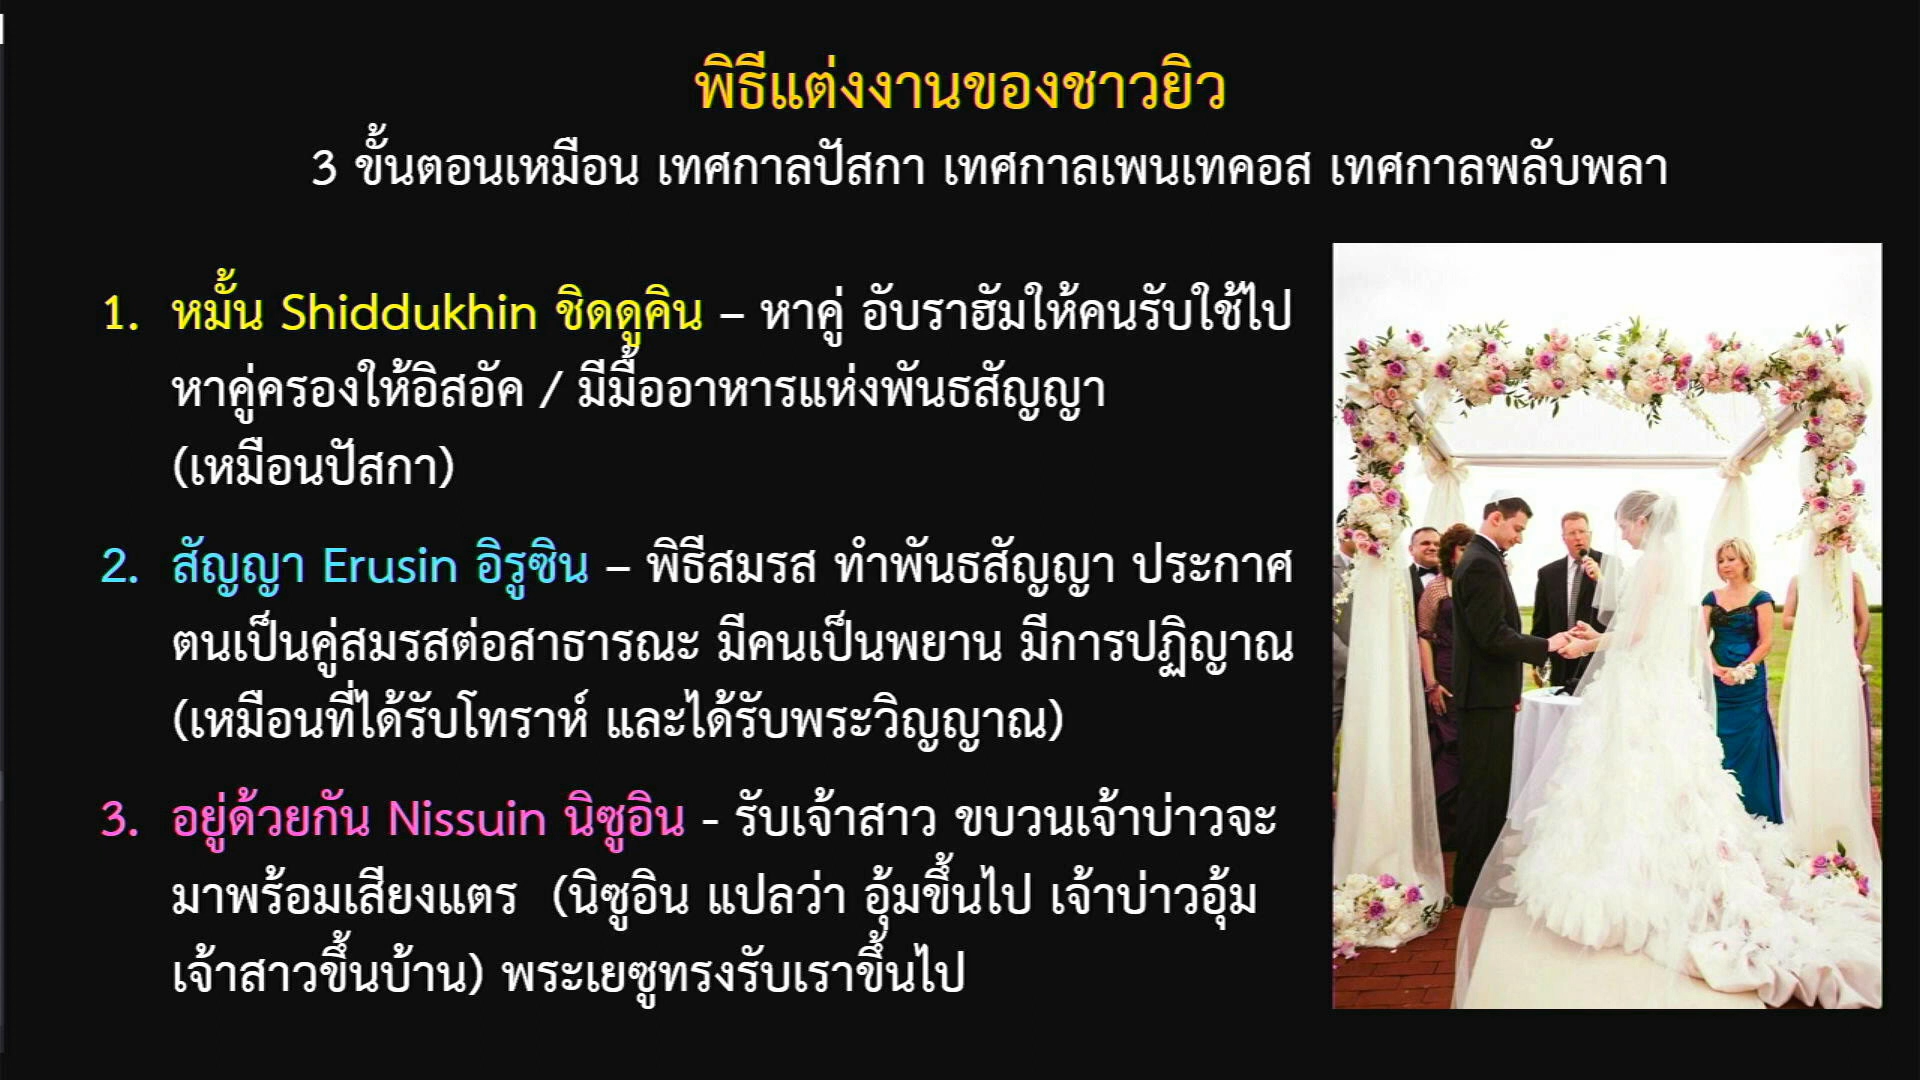 พิธีแต่งงานของชาวยิว
3 ขั้นตอนเหมือน เทศกาลปัสกา เทศกาลเพนเทคอส เทศกาลพลับพลา
1. หมั้น Shiddukhin ชิดดูคิน – หาคู่ อับราฮัมให้คนรับใช้ไป
หาคู่ครองให้อิสอัค / มีมื้ออาหารแห่งพันธสัญญา
(เหมือนปัสกา)
2. สัญญา Erusin อิรูซิน – พิธีสมรส ทำพันธสัญญา ประกาศ
ตนเป็นคู่สมรสต่อสาธารณะ มีคนเป็นพยาน มีการปฏิญาณ
(เหมือนที่ได้รับโทราห์ และได้รับพระวิญญาณ)
3. อยู่ด้วยกัน Nissuin นิซูอิน - รับเจ้าสาว ขบวนเจ้าบ่าวจะ
มาพร้อมเสียงแตร (นิซูอิน แปลว่า อุ้มขึ้นไป เจ้าบ่าวอุ้ม
เจ้าสาวขึ้นบ้าน) พระเยซูทรงรับเราขึ้นไป